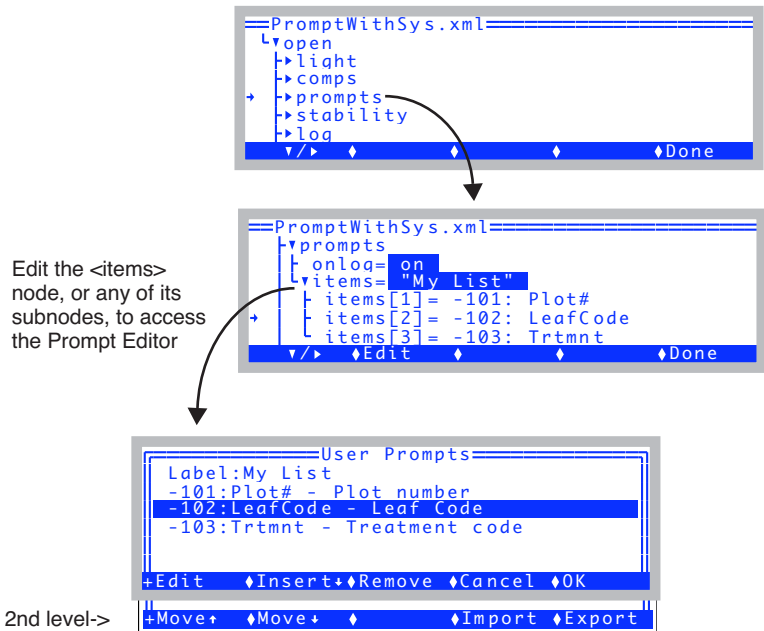 PromptWithSys.xml
open
light
comps
prompts
stability
log
Done
PromptWithSys.xml
prompts
onlog= on
items= "My List"
items[1]= -101: Plot#
items[2]= -102: LeafCode
items[3]= -103: Trtmnt
Edit Done
Edit the <items>
node, or any of its
subnodes, to access
the Prompt Editor
User Prompts
Label:My List
-101:Plot# - Plot number
-102:LeafCode - Leaf Code
-103:Trtmnt - Treatment code
+Edit ♦Insert↓♦Remove ♦Cancel ♦OK
2nd level->
+Move↑ ♦Move↓ ♦ ♦Import ♦Export